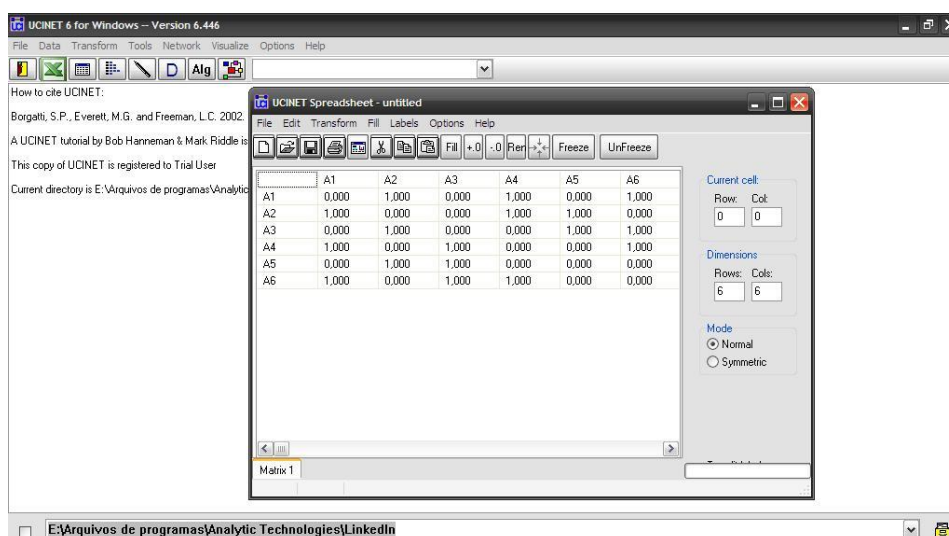 UCINET 6 for Windows -- Version 6.446
File Data Transform Tools Network Visualize Options Help
D Alg
How to cite UCINET:
Borgatti, S.P., Everett, M.G. and Freeman, L.C. 2002.
A UCINET tutorial by Bob Hanneman & Mark Riddle is
This copy of UCINET is registered to Trial User
Current directory is E:\Arquivos de programas\Analytic
UCINET Spreadsheet - untitled
File Edit Transform Fill Labels Options Help
Fill +.0 -.0 Ren Freeze UnFreeze
A1 A2 A3 A4 A5 A6
A1 0,000 1,000 0,000 1,000 0,000 1,000
A2 1,000 0,000 0,000 0,000 1,000 0,000
A3 0,000 1,000 0,000 0,000 1,000 1,000
A4 1,000 0,000 1,000 0,000 0,000 1,000
A5 0,000 1,000 1,000 0,000 0,000 0,000
A6 1,000 0,000 1,000 1,000 0,000 0,000
Current cell:
Row: Col:
0 0
Dimensions
Rows: Cols:
6 6
Mode
Normal
Symmetric
Matrix 1
E:\Arquivos de programas\Analytic Technologies\LinkedIn